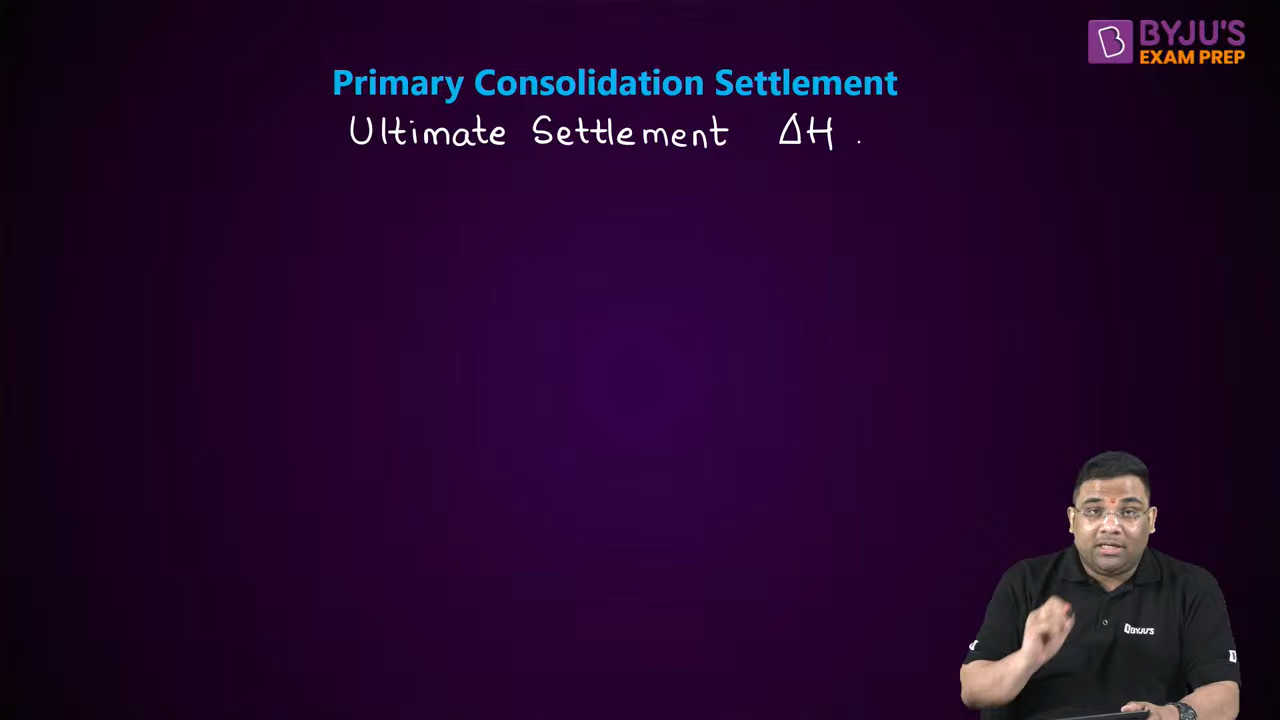 BYJU'S
EXAM PREP
Primary Consolidation Settlement
Ultimate Settlement ΔH .
BYJU'S